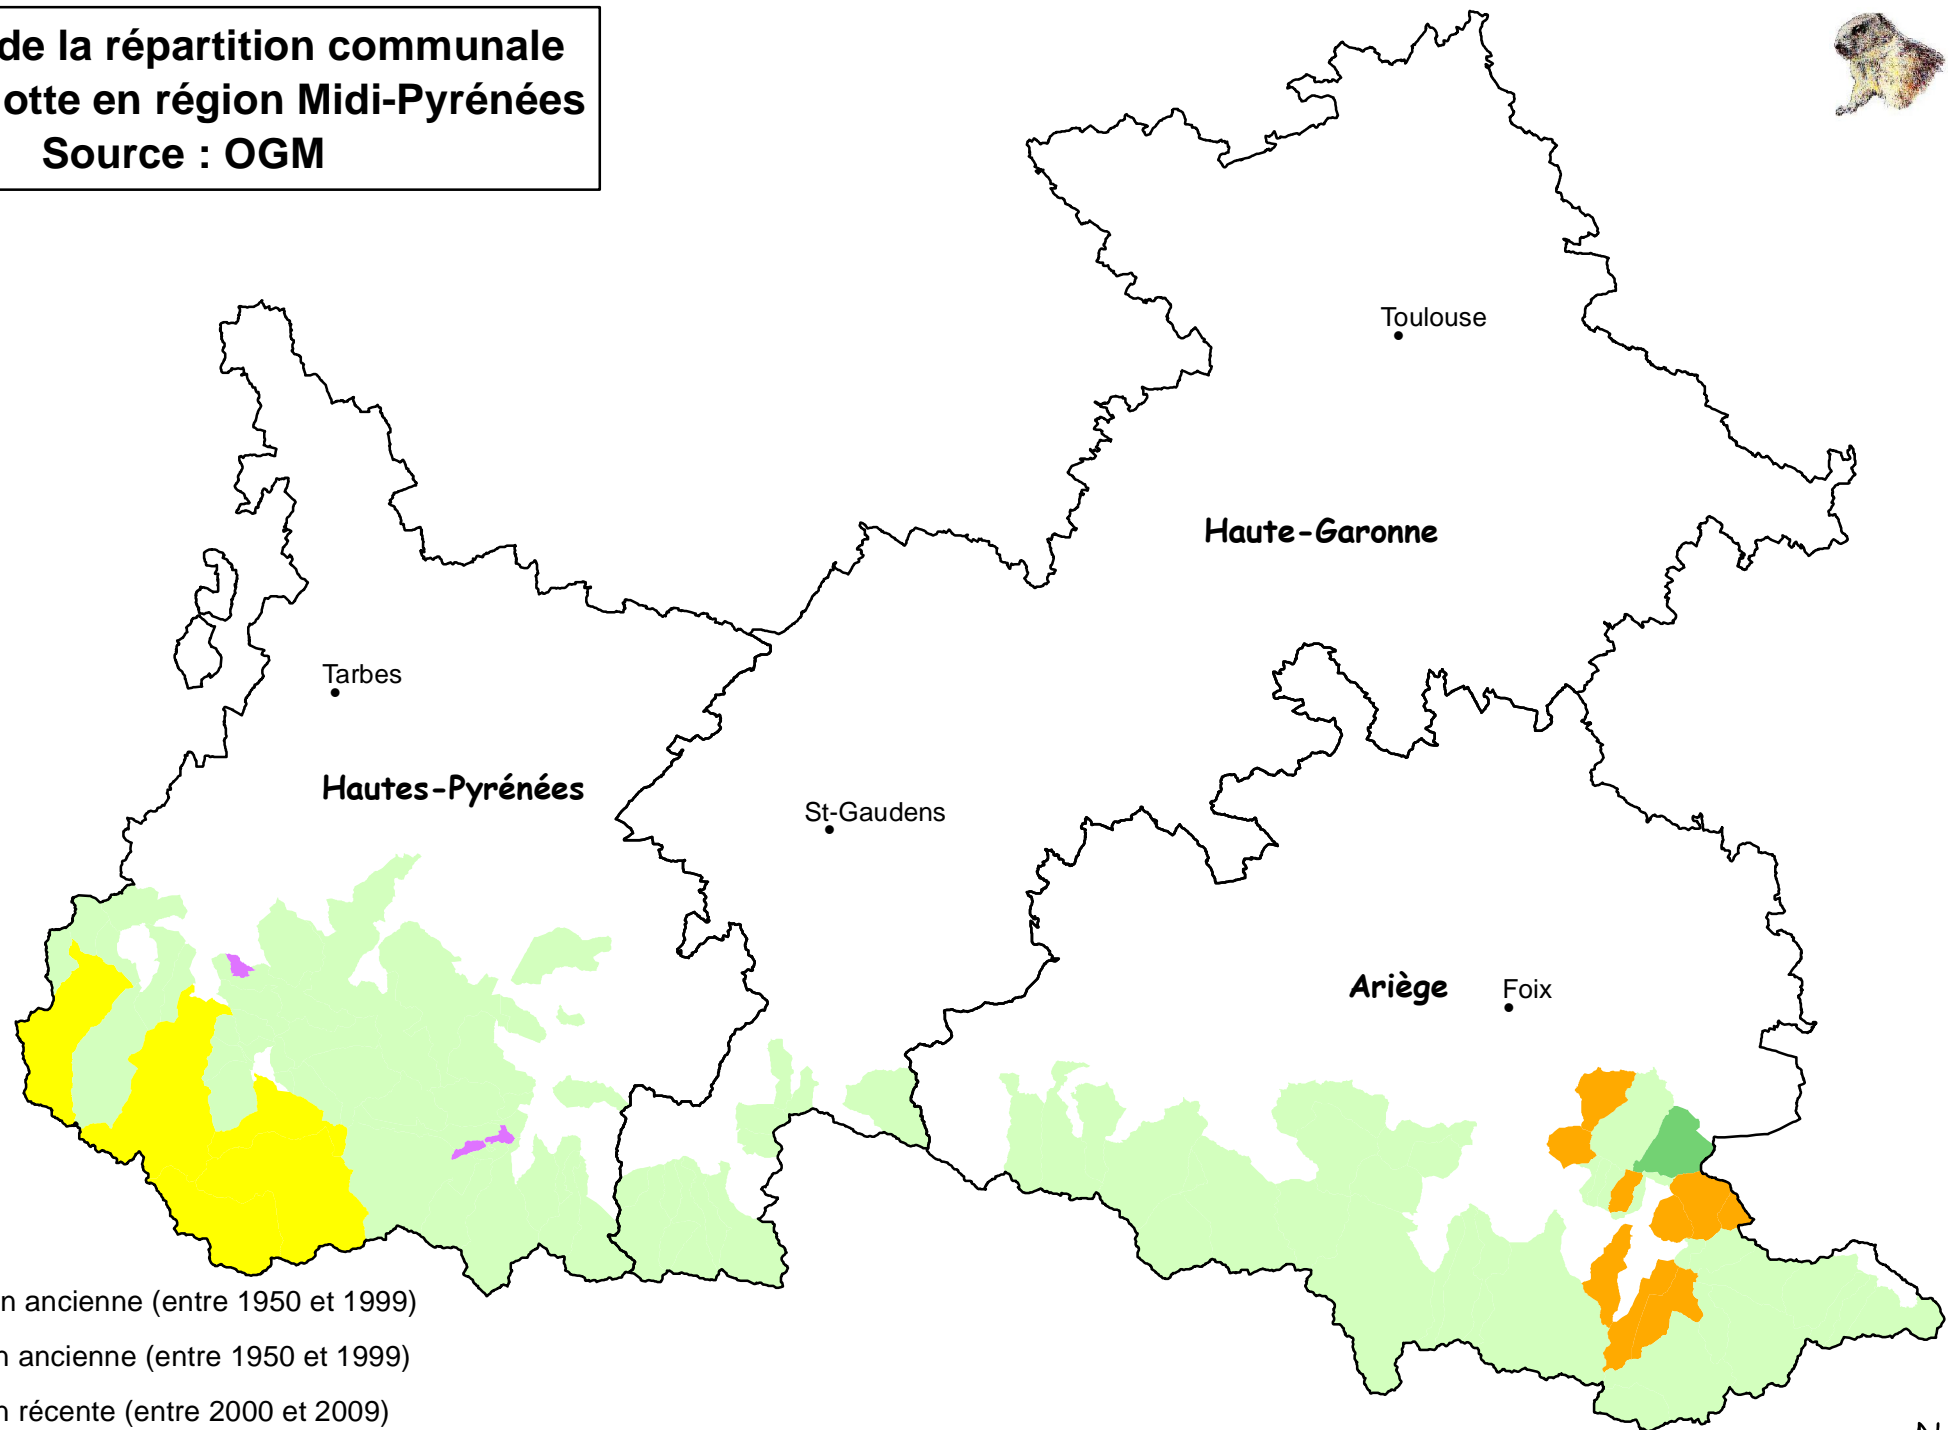 de la répartition communale
otte en région Midi-Pyrénées
Source : OGM
Toulouse
Haute-Garonne
Tarbes
Hautes-Pyrénées
St-Gaudens
Ariège
Foix
n ancienne (entre 1950 et 1999)
n ancienne (entre 1950 et 1999)
n récente (entre 2000 et 2009)